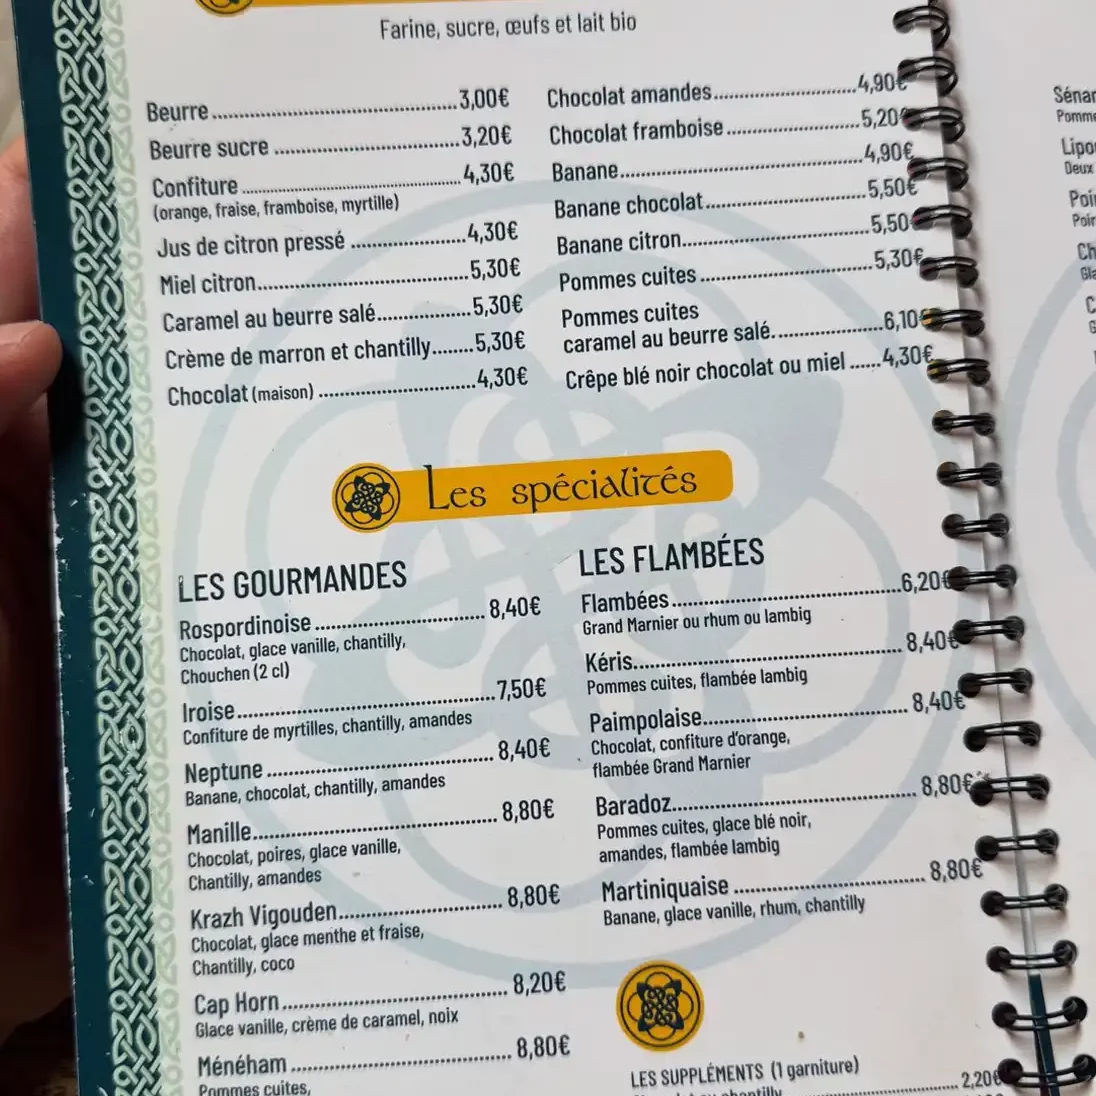 Farine, sucre, œufs et lait bio
Beurre 3,00€
Beurre sucre 3,20€
Confiture 4,30€
(orange, fraise, framboise, myrtille)
Jus de citron pressé 4,30€
Miel citron 5,30€
Caramel au beurre salé 5,30€
Crème de marron et chantilly 5,30€
Chocolat (maison) 4,30€
Chocolat amandes 4,90€
Chocolat framboise 5,20€
Banane 4,90€
Banane chocolat 5,50€
Banane citron 5,50€
Pommes cuites 5,30€
Pommes cuites
caramel au beurre salé 6,10€
Crêpe blé noir chocolat ou miel 4,30€
Les spécialités
LES GOURMANDES
Rospordinoise 8,40€
Chocolat, glace vanille, chantilly,
Chouchen (2 cl)
Iroise 7,50€
Confiture de myrtilles, chantilly, amandes
Neptune 8,40€
Banane, chocolat, chantilly, amandes
Manille 8,80€
Chocolat, poires, glace vanille,
Chantilly, amandes
Krazh Vigouden 8,80€
Chocolat, glace menthe et fraise,
Chantilly, coco
Cap Horn 8,20€
Glace vanille, crème de caramel, noix
Ménéham 8,80€
Pommes cuites,
LES FLAMBÉES
Flambées 6,20€
Grand Marnier ou rhum ou lambig
Kéris 8,40€
Pommes cuites, flambée lambig
Paimpolaise 8,40€
Chocolat, confiture d'orange,
flambée Grand Marnier
Baradoz 8,80€
Pommes cuites, glace blé noir,
amandes, flambée lambig
Martiniquaise 8,80€
Banane, glace vanille, rhum, chantilly
LES SUPPLÉMENTS (1 garniture)
2,20€
Sénan
Pomme
Deux